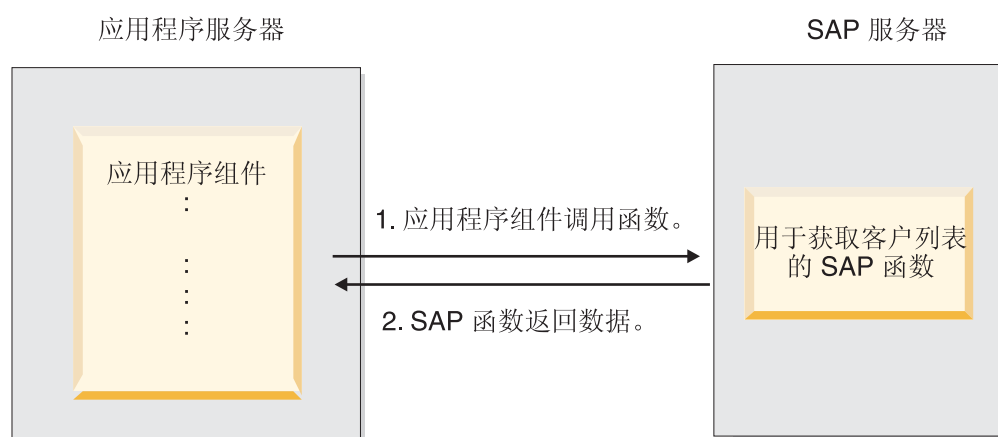 应用程序服务器
SAP 服务器
应用程序组件
:
:
:
:
1. 应用程序组件调用函数。
用于获取客户列表
的 SAP 函数
2. SAP 函数返回数据。